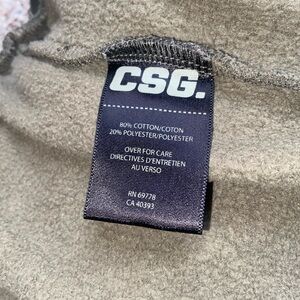 CSG.
80% COTTON/COTON
20% POLYESTER/POLYESTER
OVER FOR CARE
DIRECTIVES D'ENTRETIEN
AU VERSO
RN 69778
CA 40393